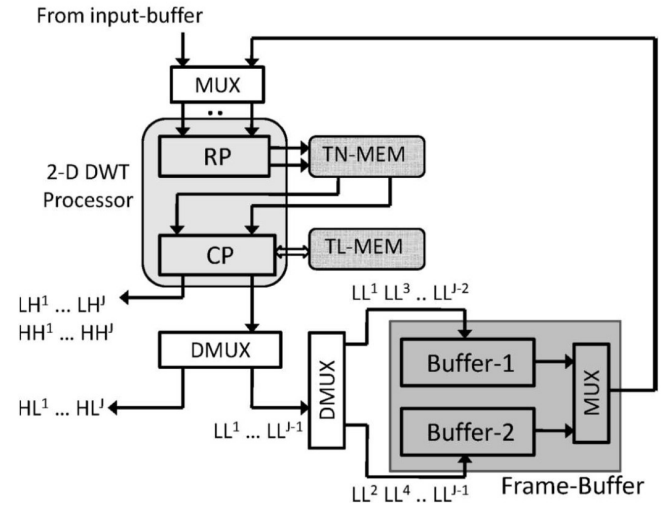 From input-buffer
MUX
..
RP
TN-MEM
2-D DWT
Processor
CP
TL-MEM
LH¹ ... LHᴶ
HH¹ ... HHᴶ
LL¹ LL³ .. LLᴶ⁻²
DMUX
DMUX
Buffer-1
MUX
HL¹ ... HLᴶ
LL¹ ... LLᴶ⁻¹
Buffer-2
LL² LL⁴ .. LLᴶ⁻¹
Frame-Buffer